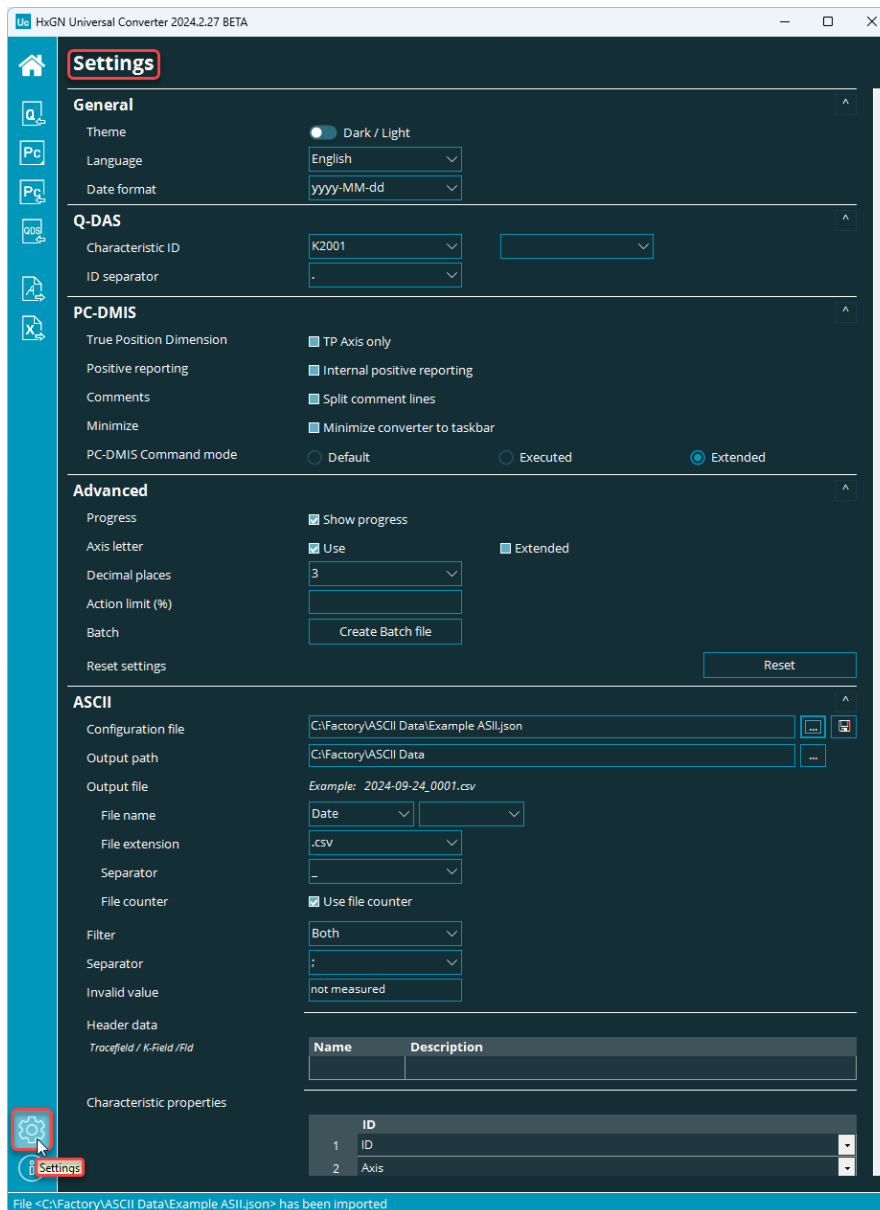 Uc HxGN Universal Converter 2024.2.27 BETA
Settings
General ^
Theme Dark / Light
Language English
Date format yyyy-MM-dd
Q-DAS ^
Characteristic ID K2001
ID separator .
PC-DMIS ^
True Position Dimension TP Axis only
Positive reporting Internal positive reporting
Comments Split comment lines
Minimize Minimize converter to taskbar
PC-DMIS Command mode Default Executed Extended
Advanced ^
Progress Show progress
Axis letter Use Extended
Decimal places 3
Action limit (%)
Batch Create Batch file
Reset settings Reset
ASCII ^
Configuration file C:\Factory\ASCII Data\Example ASII.json ...
Output path C:\Factory\ASCII Data ...
Output file Example: 2024-09-24_0001.csv
File name Date
File extension .csv
Separator _
File counter Use file counter
Filter Both
Separator ;
Invalid value not measured
Header data
Tracefield / K-Field /Fld Name Description
Characteristic properties
ID
1 ID
2 Axis
Q
Pc
Pc
QDS
A
X
i
Settings
File <C:\Factory\ASCII Data\Example ASII.json> has been imported